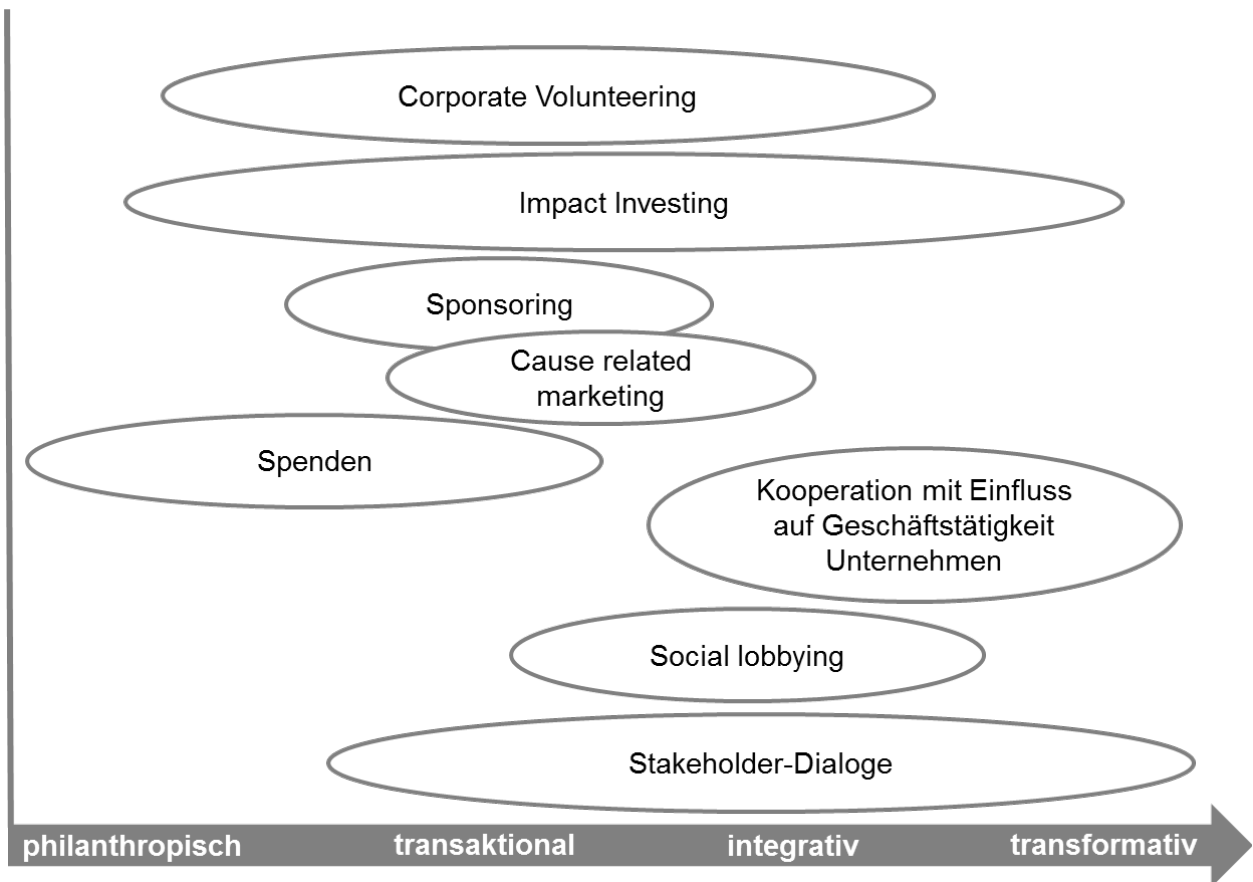 Corporate Volunteering
Impact Investing
Sponsoring
Cause related
marketing
Spenden
Kooperation mit Einfluss
auf Geschäftstätigkeit
Unternehmen
Social lobbying
Stakeholder-Dialoge
philanthropisch transaktional integrativ transformativ